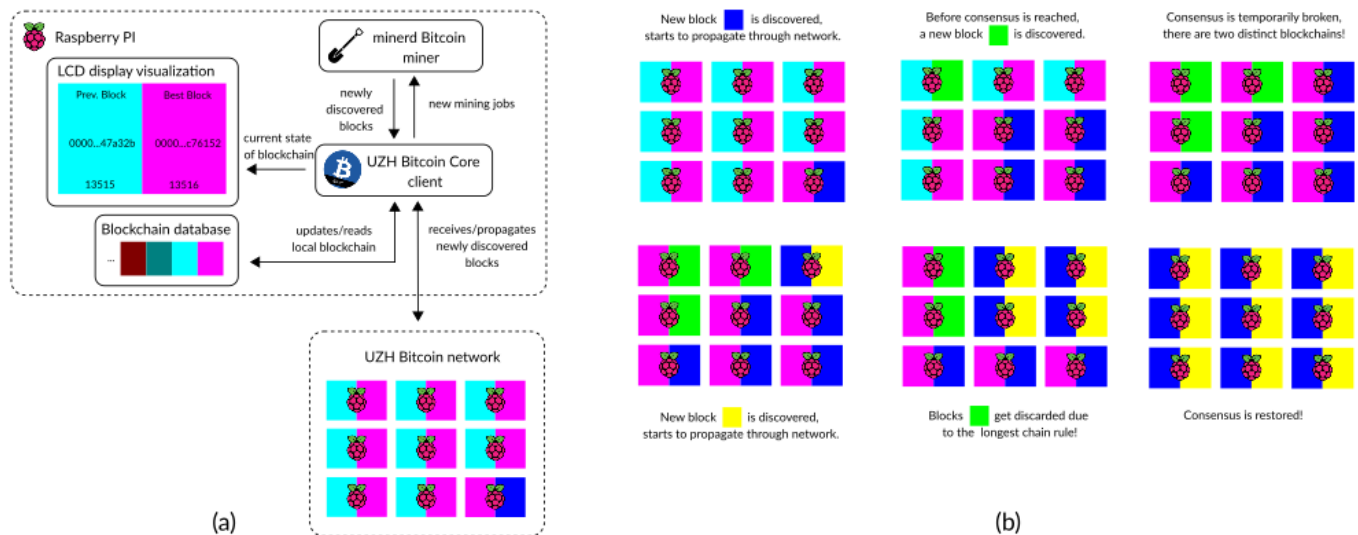 Raspberry PI
minerd Bitcoin
miner
LCD display visualization
Prev. Block
Best Block
0000...47a32b
0000...c76152
13515
13516
newly
discovered
blocks
new mining jobs
current state
of blockchain
UZH Bitcoin Core
client
Blockchain database
...
updates/reads
local blockchain
receives/propagates
newly discovered
blocks
UZH Bitcoin network
(a)
New block is discovered,
starts to propagate through network.
Before consensus is reached,
a new block is discovered.
Consensus is temporarily broken,
there are two distinct blockchains!
New block is discovered,
starts to propagate through network.
Blocks get discarded due
to the longest chain rule!
Consensus is restored!
(b)